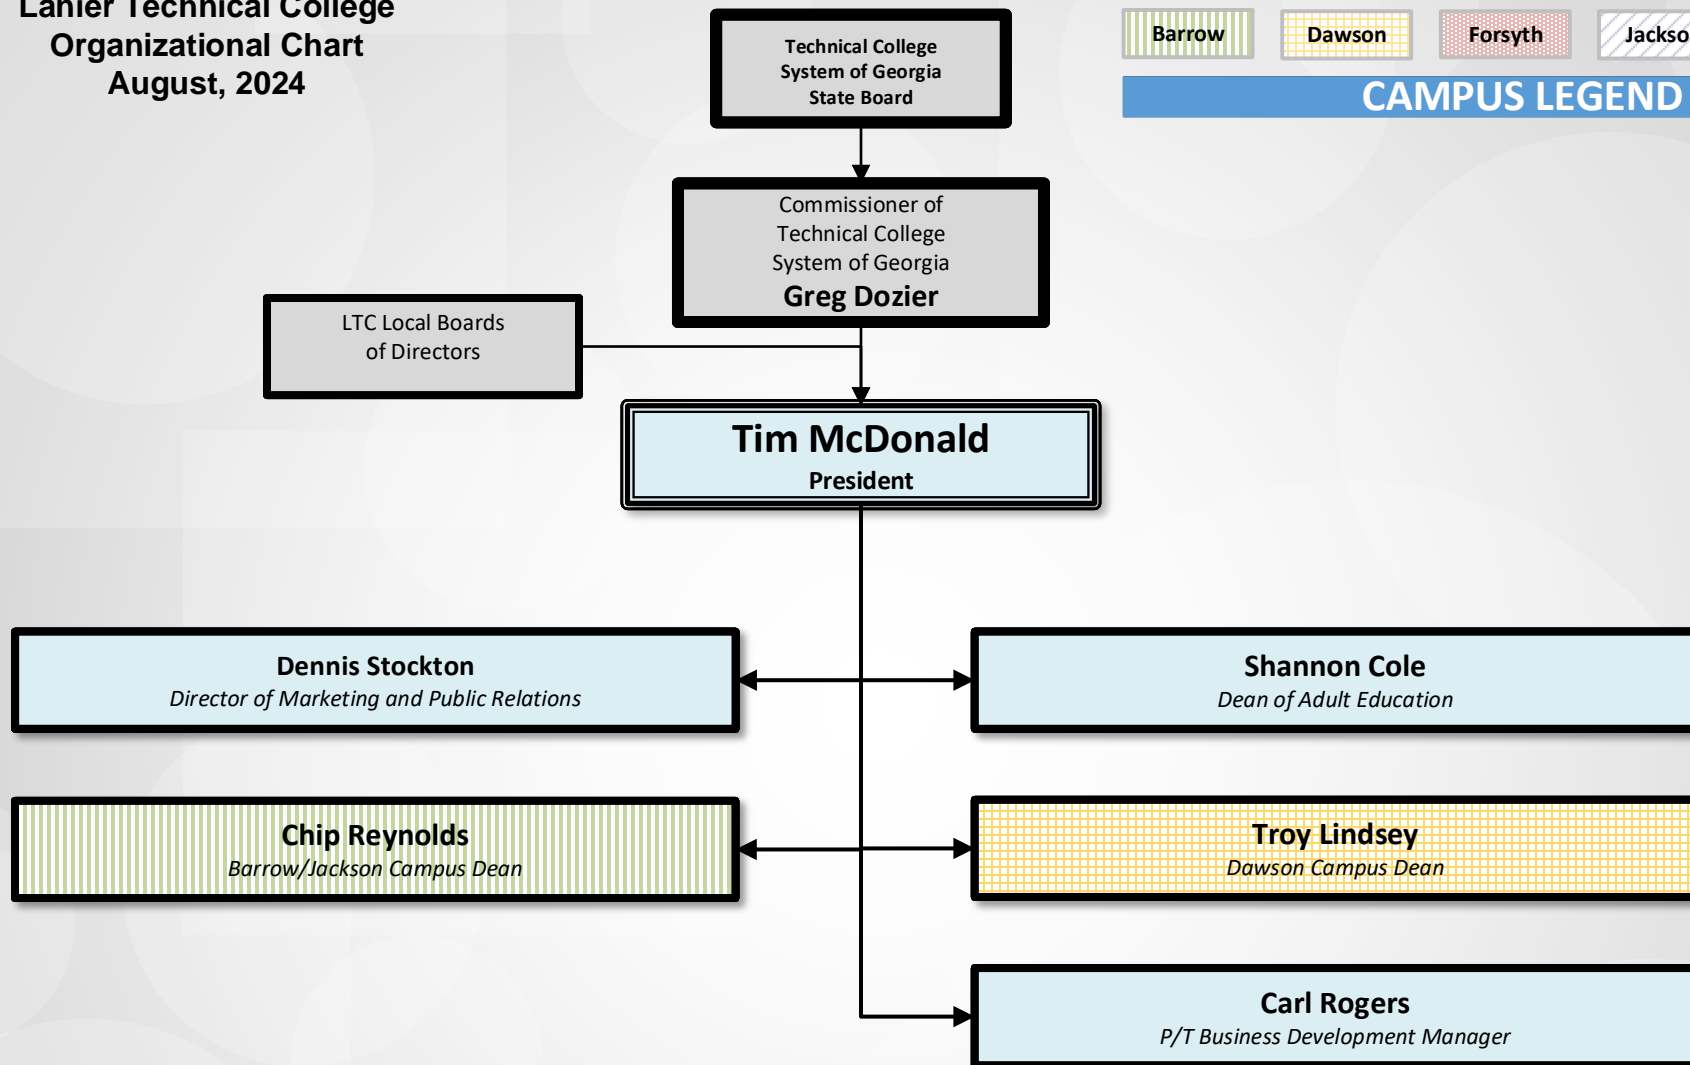 Lanier Technical College
Organizational Chart
August, 2024
Technical College
System of Georgia
State Board
Barrow
Dawson
Forsyth
Jackso
CAMPUS LEGEND
Commissioner of
Technical College
System of Georgia
Greg Dozier
LTC Local Boards
of Directors
Tim McDonald
President
Dennis Stockton
Director of Marketing and Public Relations
Shannon Cole
Dean of Adult Education
Chip Reynolds
Barrow/Jackson Campus Dean
Troy Lindsey
Dawson Campus Dean
Carl Rogers
P/T Business Development Manager